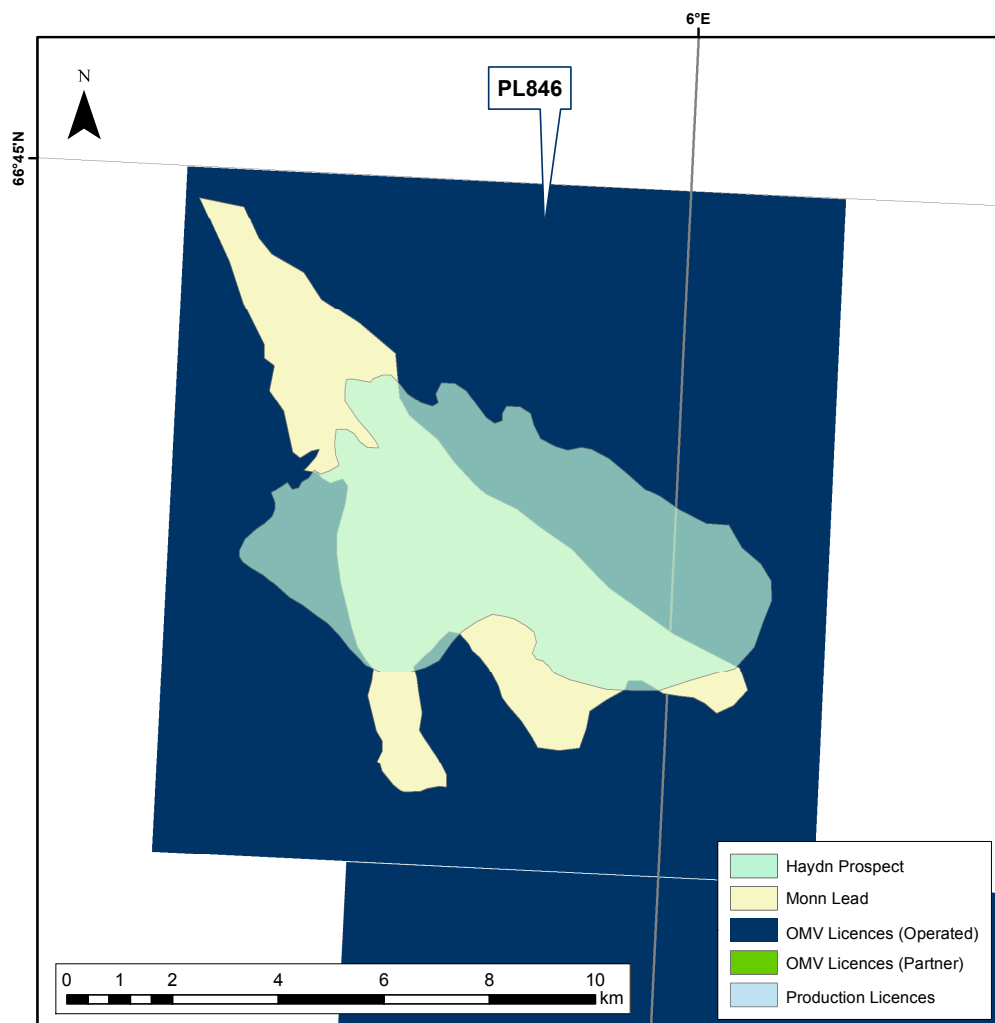 6°E
N
PL846
66°45'N
Haydn Prospect
Monn Lead
OMV Licences (Operated)
OMV Licences (Partner)
Production Licences
0 1 2 4 6 8 10
km